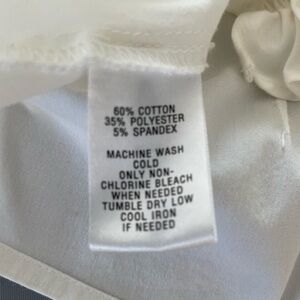 60% COTTON
35% POLYESTER
5% SPANDEX
MACHINE WASH
COLD
ONLY NON-
CHLORINE BLEACH
WHEN NEEDED
TUMBLE DRY LOW
COOL IRON
IF NEEDED